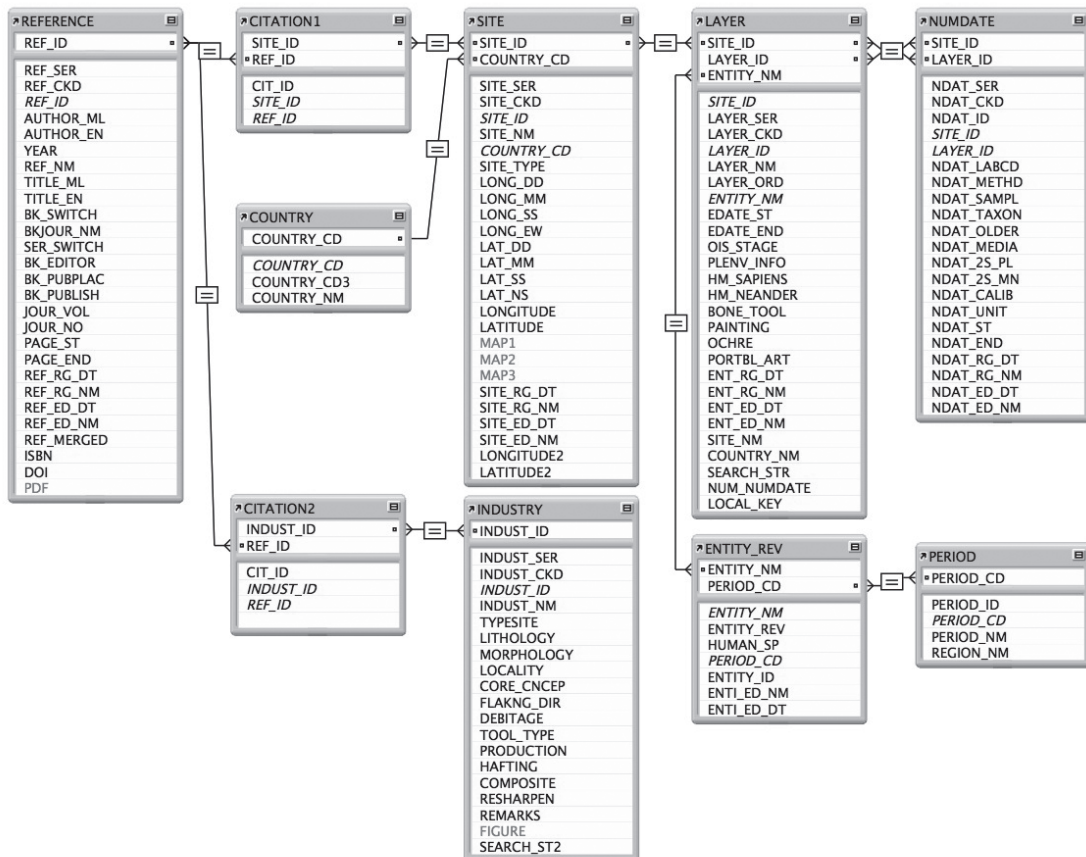 REFERENCE
REF_ID
REF_SER
REF_CKD
REF_ID
AUTHOR_ML
AUTHOR_EN
YEAR
REF_NM
TITLE_ML
TITLE_EN
BK_SWITCH
BKJOUR_NM
SER_SWITCH
BK_EDITOR
BK_PUBPLAC
BK_PUBLISH
JOUR_VOL
JOUR_NO
PAGE_ST
PAGE_END
REF_RG_DT
REF_RG_NM
REF_ED_DT
REF_ED_NM
REF_MERGED
ISBN
DOI
PDF
CITATION1
SITE_ID
REF_ID
CIT_ID
SITE_ID
REF_ID
COUNTRY
COUNTRY_CD
COUNTRY_CD
COUNTRY_CD3
COUNTRY_NM
CITATION2
INDUST_ID
REF_ID
CIT_ID
INDUST_ID
REF_ID
SITE
SITE_ID
COUNTRY_CD
SITE_SER
SITE_CKD
SITE_ID
SITE_NM
COUNTRY_CD
SITE_TYPE
LONG_DD
LONG_MM
LONG_SS
LONG_EW
LAT_DD
LAT_MM
LAT_SS
LAT_NS
LONGITUDE
LATITUDE
MAP1
MAP2
MAP3
SITE_RG_DT
SITE_RG_NM
SITE_ED_DT
SITE_ED_NM
LONGITUDE2
LATITUDE2
INDUSTRY
INDUST_ID
INDUST_SER
INDUST_CKD
INDUST_ID
INDUST_NM
TYPESITE
LITHOLOGY
MORPHOLOGY
LOCALITY
CORE_CNCEP
FLAKNG_DIR
DEBITAGE
TOOL_TYPE
PRODUCTION
HAFTING
COMPOSITE
RESHARPEN
REMARKS
FIGURE
SEARCH_ST2
LAYER
SITE_ID
LAYER_ID
ENTITY_NM
SITE_ID
LAYER_SER
LAYER_CKD
LAYER_ID
LAYER_NM
LAYER_ORD
ENTITY_NM
EDATE_ST
EDATE_END
OIS_STAGE
PLENV_INFO
HM_SAPIENS
HM_NEANDER
BONE_TOOL
PAINTING
OCHRE
PORTBL_ART
ENT_RG_DT
ENT_RG_NM
ENT_ED_DT
ENT_ED_NM
SITE_NM
COUNTRY_NM
SEARCH_STR
NUM_NUMDATE
LOCAL_KEY
ENTITY_REV
ENTITY_NM
PERIOD_CD
ENTITY_NM
ENTITY_REV
HUMAN_SP
PERIOD_CD
ENTITY_ID
ENTI_ED_NM
ENTI_ED_DT
NUMDATE
SITE_ID
LAYER_ID
NDAT_SER
NDAT_CKD
NDAT_ID
SITE_ID
LAYER_ID
NDAT_LABCD
NDAT_METHD
NDAT_SAMPL
NDAT_TAXON
NDAT_OLDER
NDAT_MEDIA
NDAT_2S_PL
NDAT_2S_MN
NDAT_CALIB
NDAT_UNIT
NDAT_ST
NDAT_END
NDAT_RG_DT
NDAT_RG_NM
NDAT_ED_DT
NDAT_ED_NM
PERIOD
PERIOD_CD
PERIOD_ID
PERIOD_CD
PERIOD_NM
REGION_NM